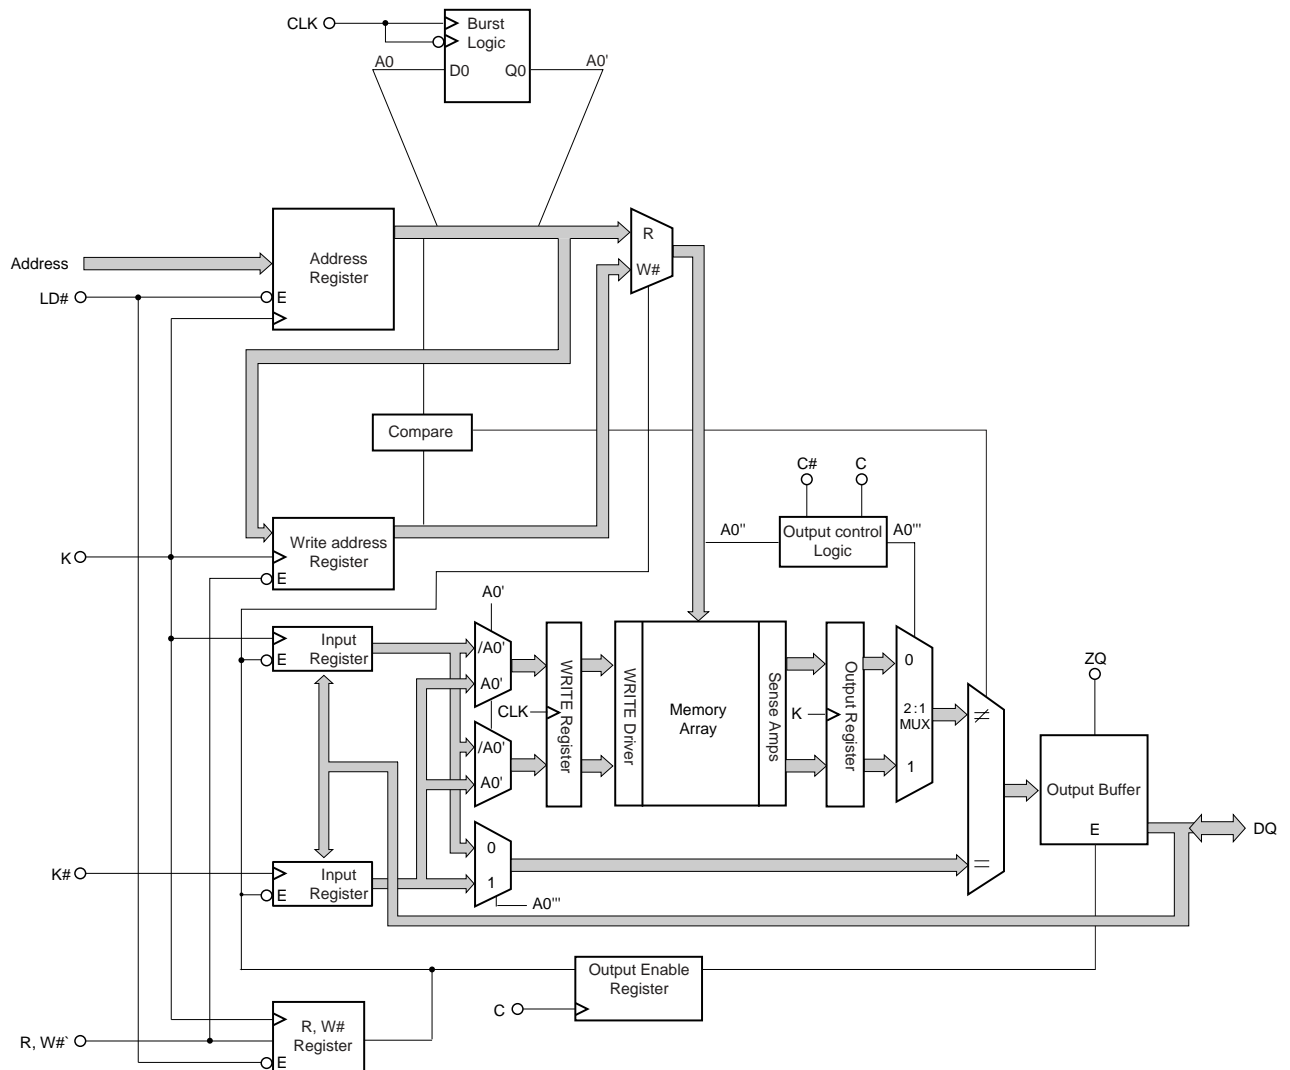 CLK
Burst
Logic
A0
D0
Q0
A0'
Address
Address
Register
LD#
E
R
W#
Compare
C#
C
A0''
Output control
Logic
A0'''
K
Write address
Register
E
A0'
Input
Register
E
/A0'
A0'
CLK
/A0'
A0'
WRITE Register
WRITE Driver
Memory
Array
Sense Amps
K
Output Register
0
2:1
MUX
1
≠
=
ZQ
Output Buffer
E
DQ
K#
Input
Register
E
0
1
A0'''
Output Enable
Register
C
R, W#`
R, W#
Register
E